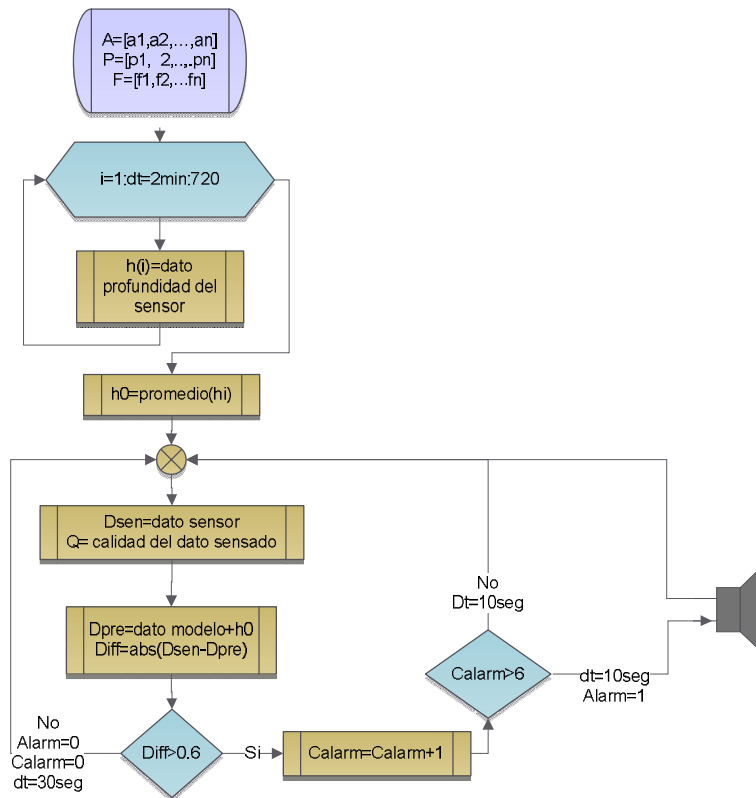 A=[a1,a2,...,an]
P=[p1, 2,..,.pn]
F=[f1,f2,...fn]
i=1:dt=2min:720
h(i)=dato
profundidad del
sensor
h0=promedio(hi)
Dsen=dato sensor
Q= calidad del dato sensado
Dpre=dato modelo+h0
Diff=abs(Dsen-Dpre)
Diff>0.6
No
Alarm=0
Calarm=0
dt=30seg
Si
Calarm=Calarm+1
Calarm>6
No
Dt=10seg
dt=10seg
Alarm=1